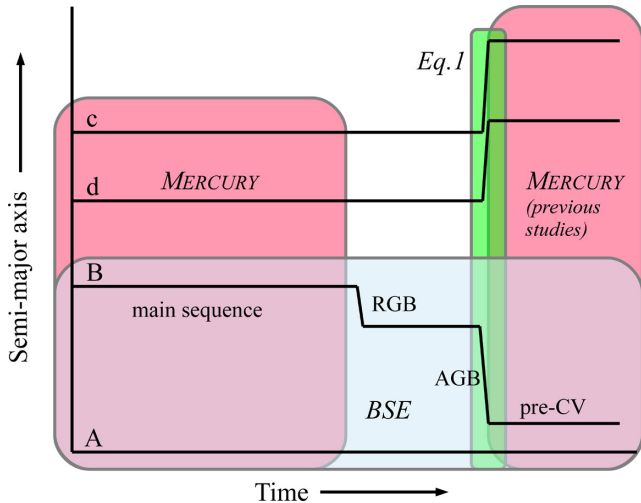 Eq.1
c
MERCURY
d
MERCURY
(previous
studies)
B
main sequence
RGB
AGB
BSE
pre-CV
A
Semi-major axis
Time